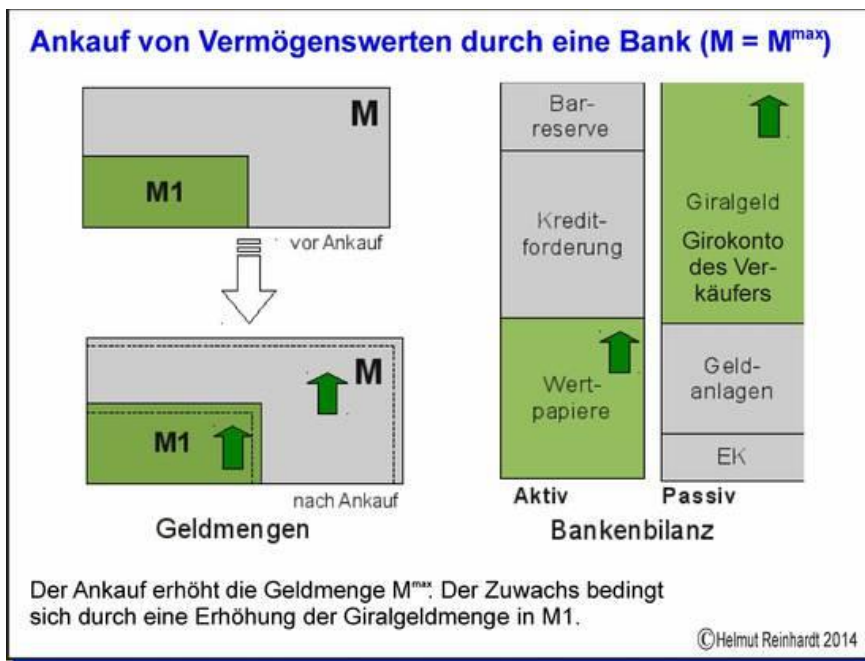 Ankauf von Vermögenswerten durch eine Bank (M = Mmax)
M
M1
vor Ankauf
M
M1
nach Ankauf
Geldmengen
Bar-
reserve
Kredit-
forderung
Wert-
papiere
Aktiv
Giralgeld
Girokonto
des Ver-
käufers
Geld-
anlagen
EK
Passiv
Bankenbilanz
Der Ankauf erhöht die Geldmenge Mmax. Der Zuwachs bedingt
sich durch eine Erhöhung der Giralgeldmenge in M1.
©Helmut Reinhardt 2014